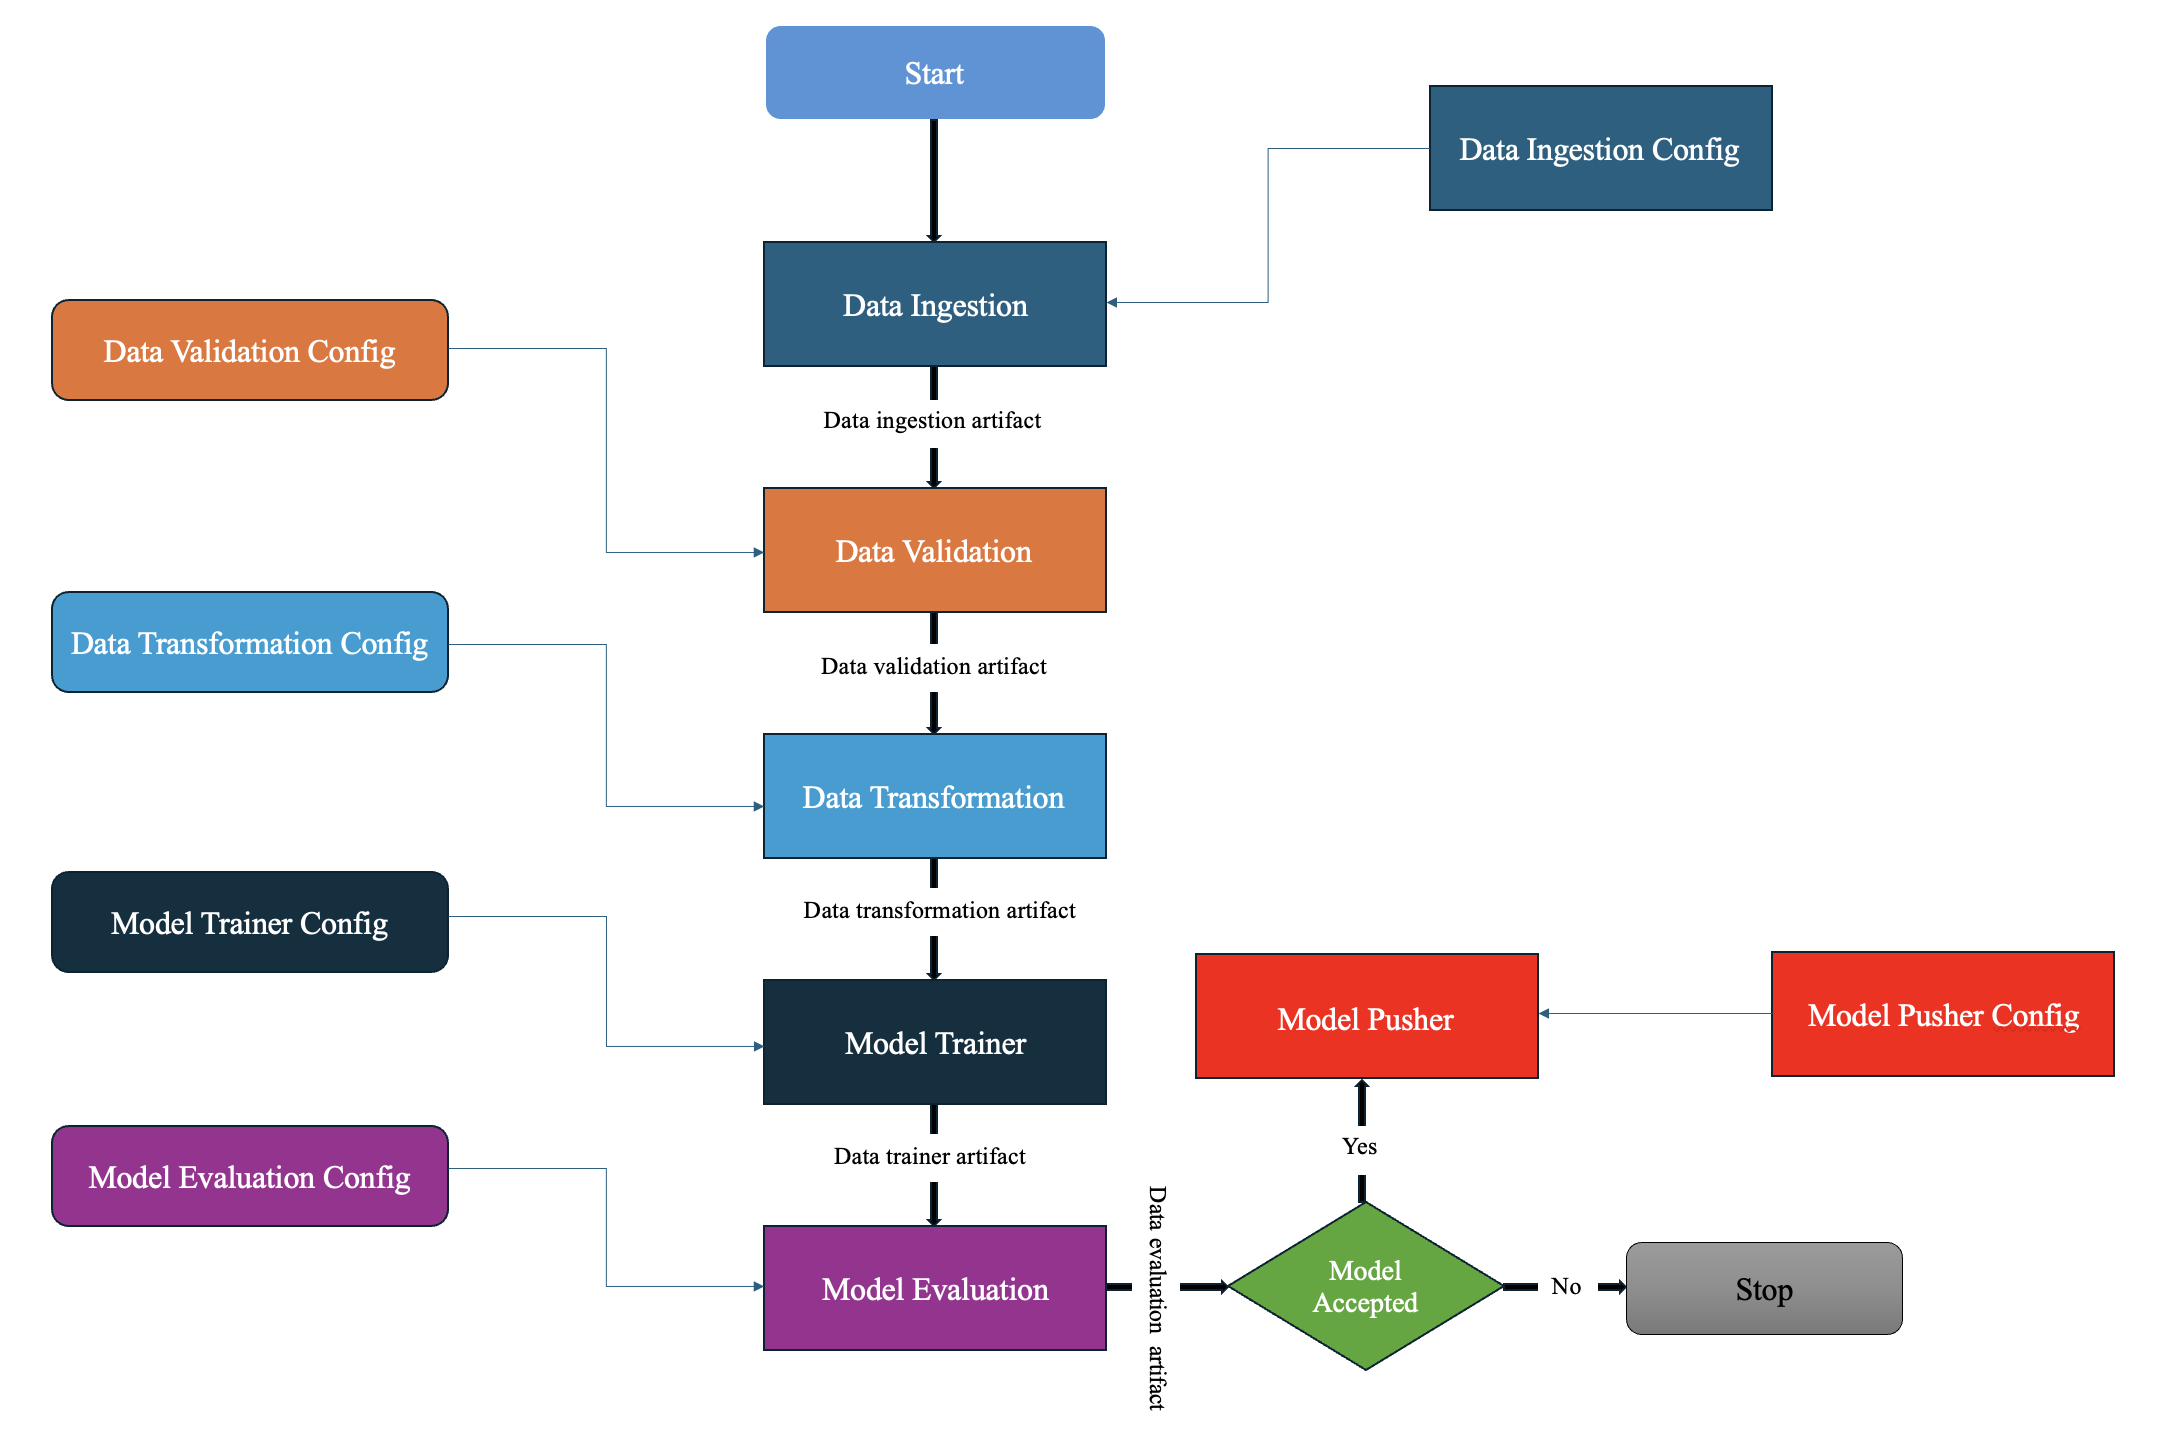 Start
Data Ingestion Config
Data Ingestion
Data Validation Config
Data ingestion artifact
Data Validation
Data Transformation Config
Data validation artifact
Data Transformation
Model Trainer Config
Data transformation artifact
Model Trainer
Model Pusher
Model Pusher Config
Model Evaluation Config
Data trainer artifact
Yes
Model Evaluation
Data evaluation artifact
Model
Accepted
No
Stop